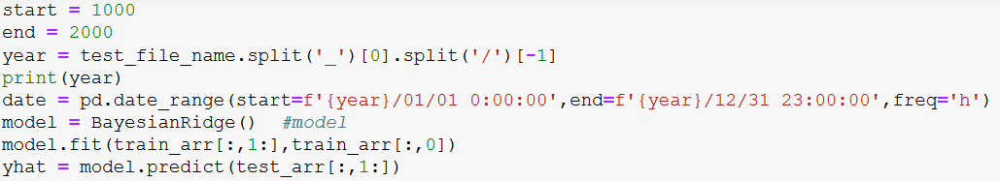 start = 1000
end = 2000
year = test_file_name.split('_')[0].split('/')[-1]
print(year)
date = pd.date_range(start=f'{year}/01/01 0:00:00',end=f'{year}/12/31 23:00:00',freq='h')
model = BayesianRidge()  #model
model.fit(train_arr[:,1:],train_arr[:,0])
yhat = model.predict(test_arr[:,1:])